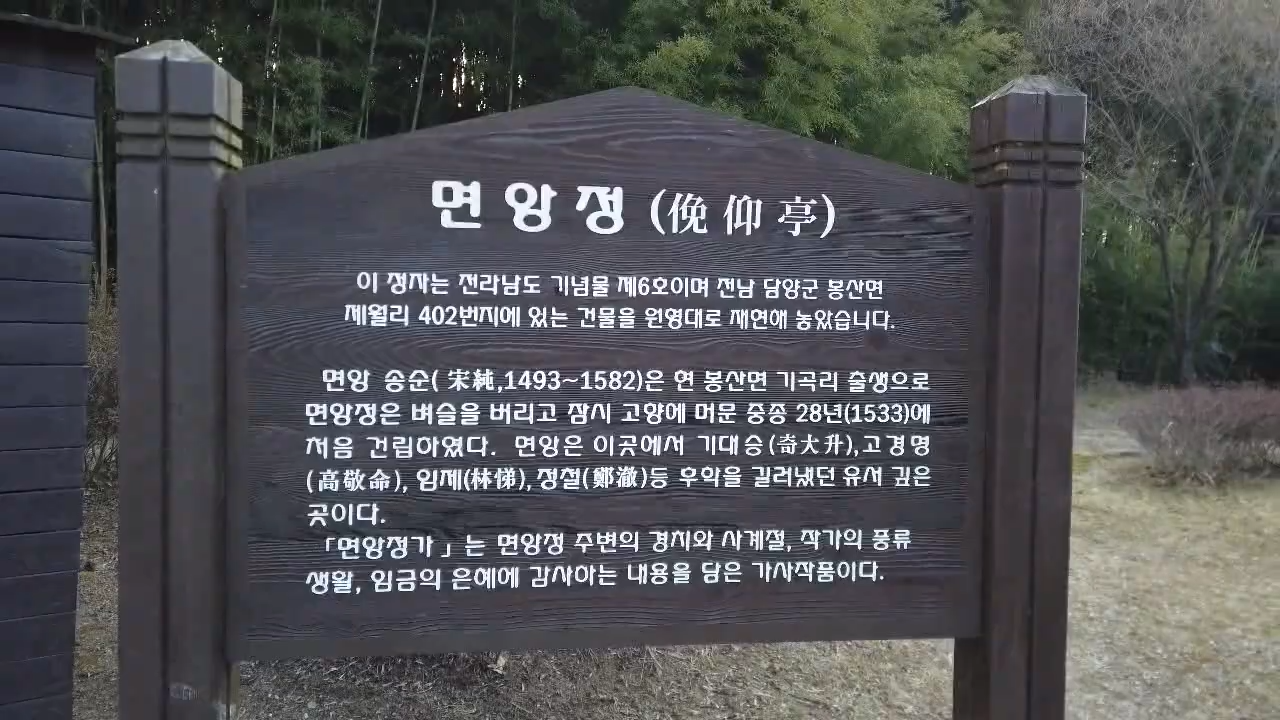 면앙정(俛仰亭)
이 정자는 전라남도 기념물 제6호이며 전남 담양군 봉산면
제월리 402번지에 있는 건물을 원영대로 재연해 놓았습니다.
면앙 송순( 宋純,1493~1582)은 현 봉산면 기곡리 출생으로
면앙정은 벼슬을 버리고 잠시 고향에 머문 중종 28년(1533)에
처음 건립하였다. 면앙은 이곳에서 기대승(奇大升),고경명
(高敬命), 임제(林悌), 정철(鄭澈)등 후학을 길러냈던 유서 깊은
곳이다.
「면앙정가」는 면앙정 주변의 경치와 사계절, 작가의 풍류
생활, 임금의 은혜에 감사하는 내용을 담은 가사작품이다.